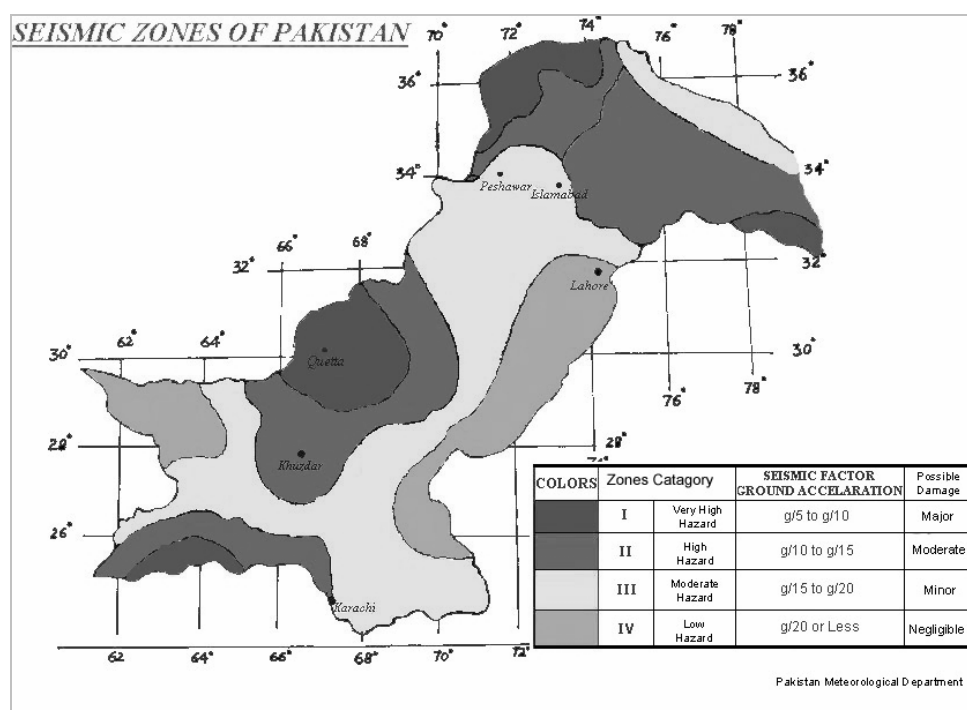 SEISMIC ZONES OF PAKISTAN
70° 72° 74° 76° 78°
36° 36°
34° 34°
Peshawar
Islamabad
66° 68°
32° 32°
Lahore
62° 64°
30° 30°
Quetta
76° 78°
28° 28°
Khuzdar
26°
Karachi
62 64° 66° 68° 70° 72°
COLORS Zones Catagory SEISMIC FACTOR GROUND ACCELARATION Possible Damage
I Very High Hazard g/5 to g/10 Major
II High Hazard g/10 to g/15 Moderate
III Moderate Hazard g/15 to g/20 Minor
IV Low Hazard g/20 or Less Negligible
Pakistan Meteorological Department